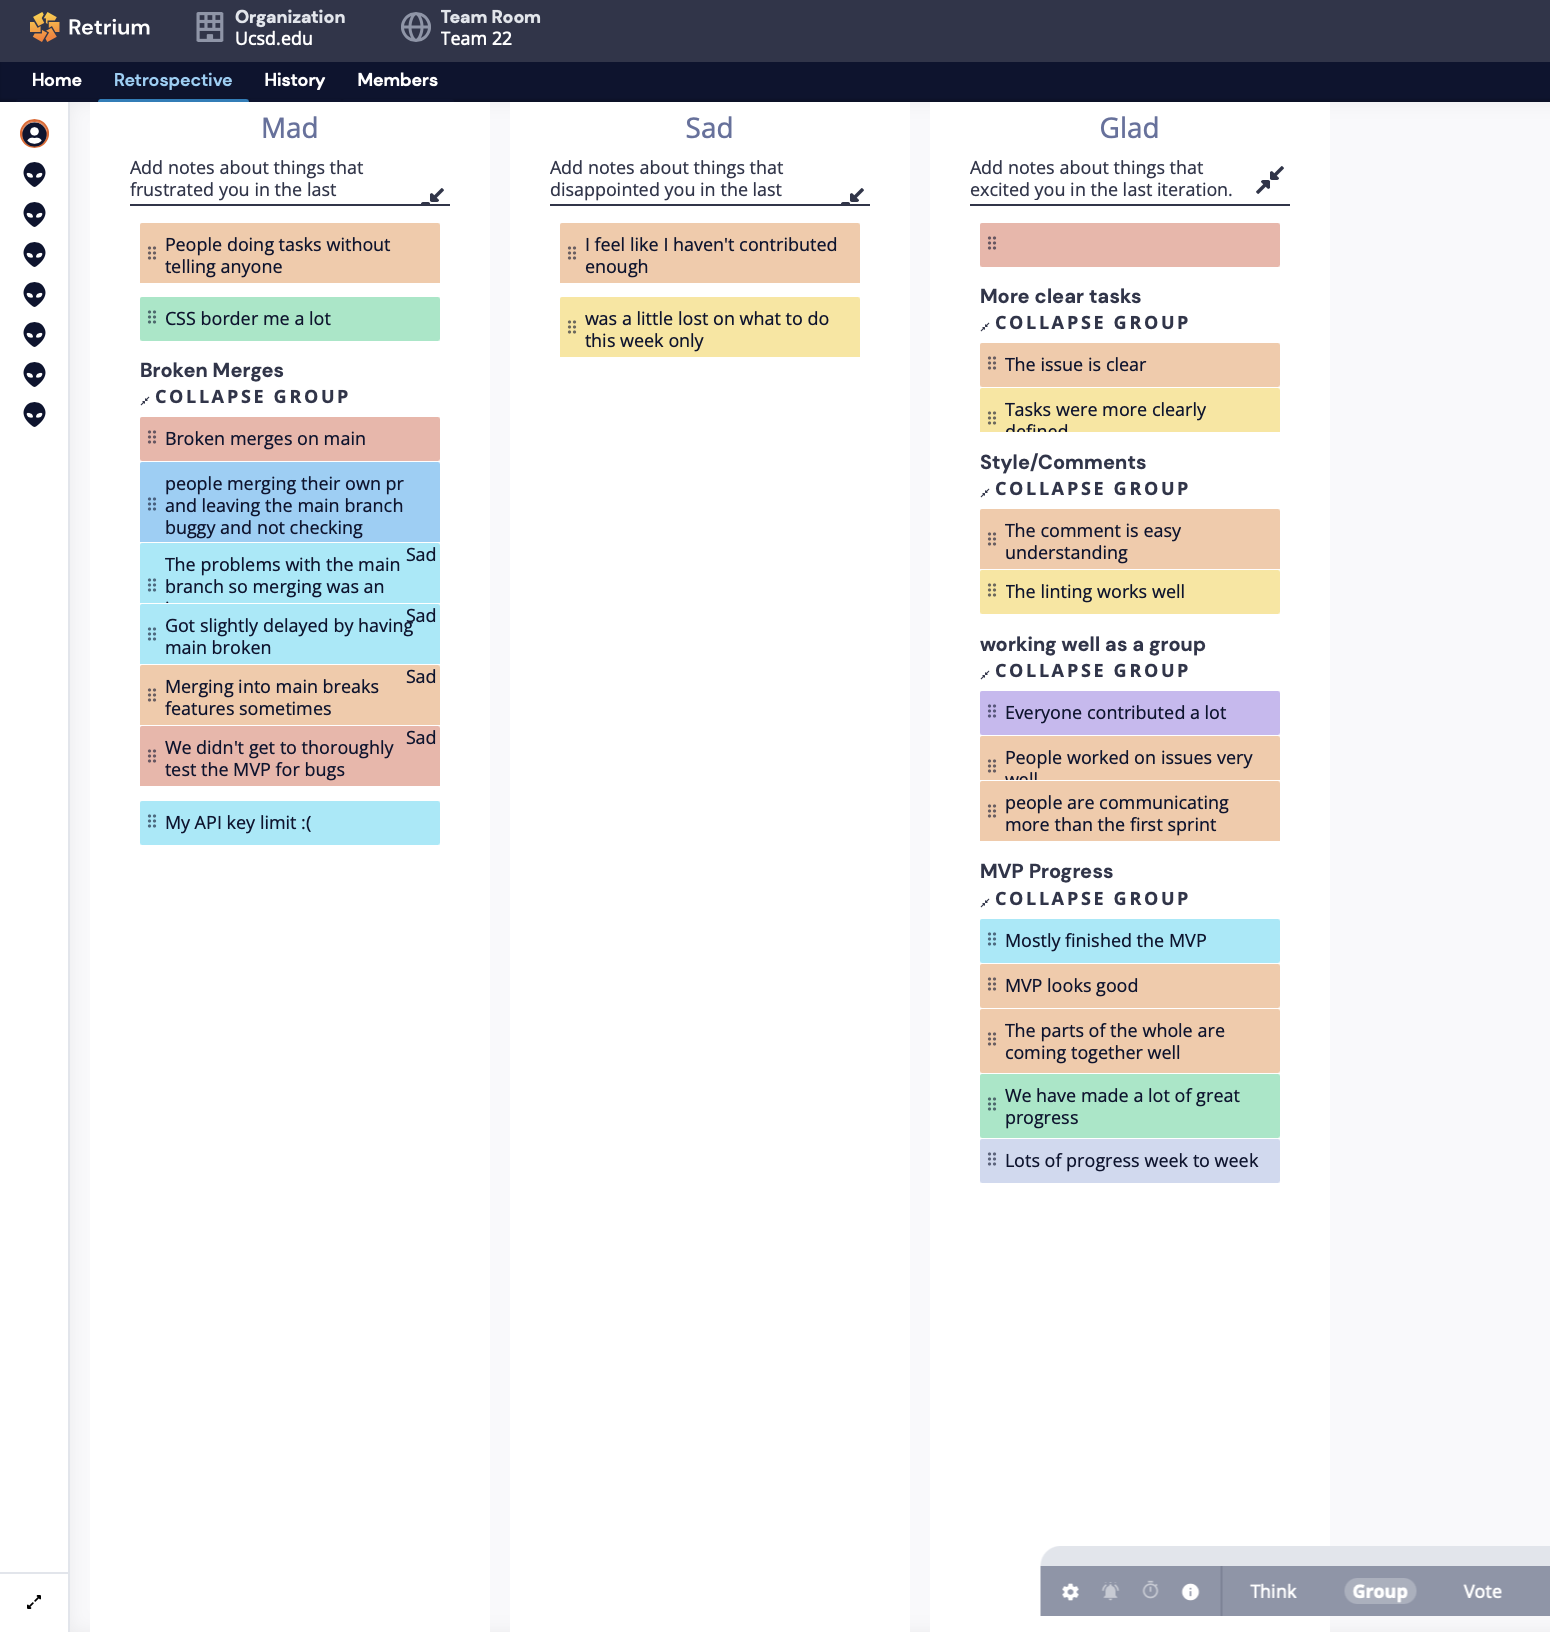 Retrium
Organization
Ucsd.edu
Team Room
Team 22
Home
Retrospective
History
Members
Mad
Add notes about things that
frustrated you in the last
People doing tasks without
telling anyone
CSS border me a lot
Broken Merges
COLLAPSE GROUP
Broken merges on main
people merging their own pr
and leaving the main branch
buggy and not checking
Sad
The problems with the main
branch so merging was an
Sad
Got slightly delayed by having
main broken
Sad
Merging into main breaks
features sometimes
Sad
We didn't get to thoroughly
test the MVP for bugs
My API key limit :(
Sad
Add notes about things that
disappointed you in the last
I feel like I haven't contributed
enough
was a little lost on what to do
this week only
Glad
Add notes about things that
excited you in the last iteration.
More clear tasks
COLLAPSE GROUP
The issue is clear
Tasks were more clearly
defined
Style/Comments
COLLAPSE GROUP
The comment is easy
understanding
The linting works well
working well as a group
COLLAPSE GROUP
Everyone contributed a lot
People worked on issues very
well
people are communicating
more than the first sprint
MVP Progress
COLLAPSE GROUP
Mostly finished the MVP
MVP looks good
The parts of the whole are
coming together well
We have made a lot of great
progress
Lots of progress week to week
Think
Group
Vote